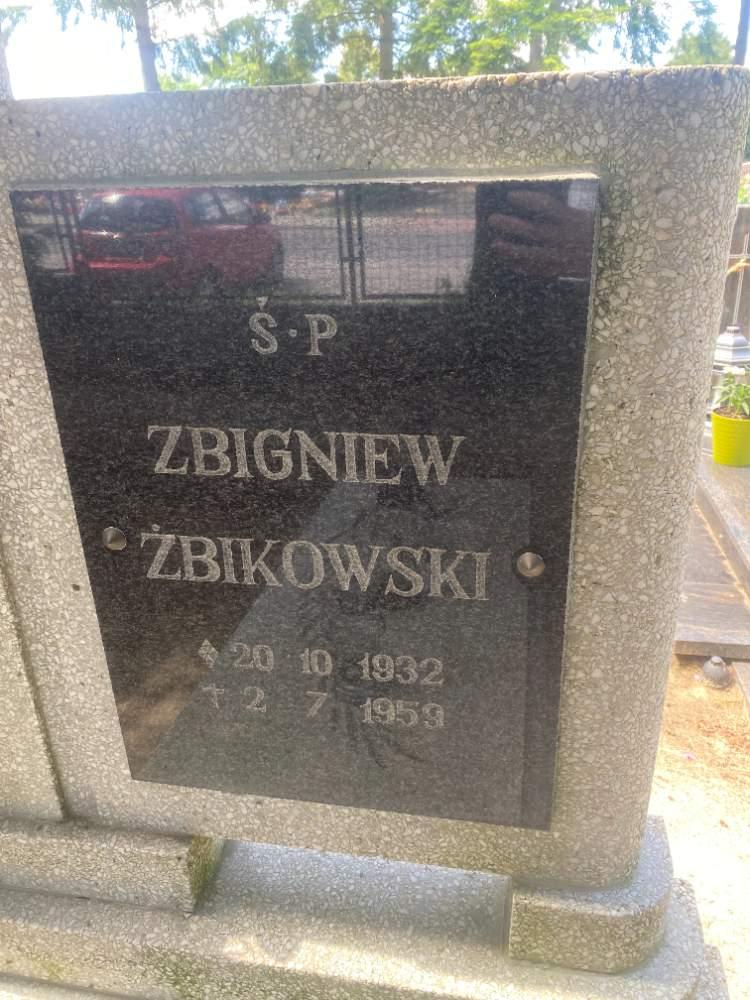 Ś·P
ZBIGNIEW
ŻBIKOWSKI
20 10 1932
† 2 7 1959